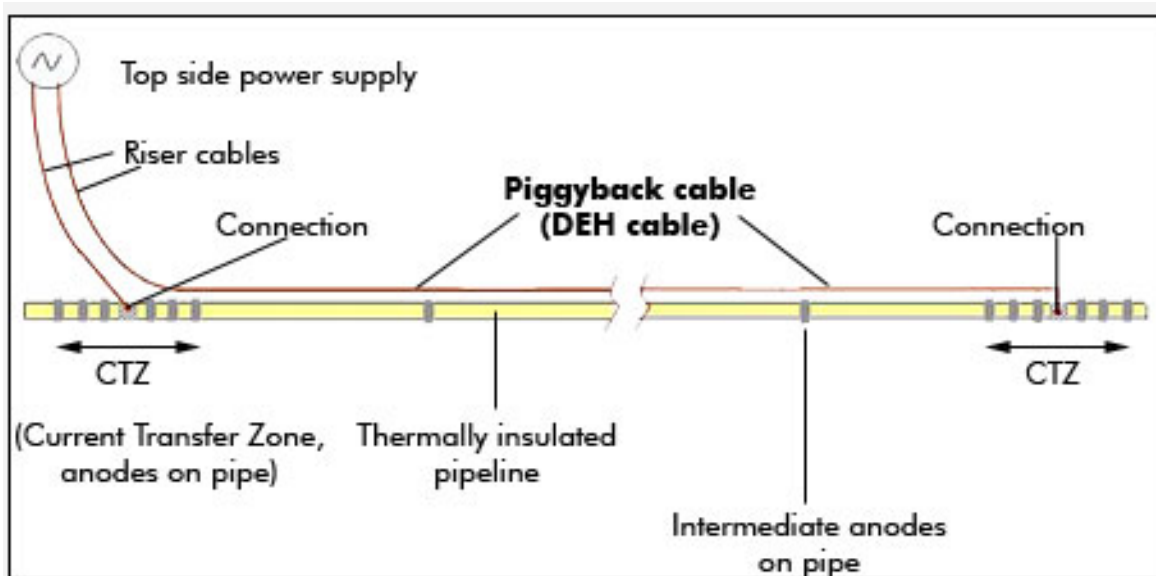 Top side power supply
Riser cables
Piggyback cable
(DEH cable)
Connection
Connection
CTZ
CTZ
(Current Transfer Zone,
anodes on pipe)
Thermally insulated
pipeline
Intermediate anodes
on pipe